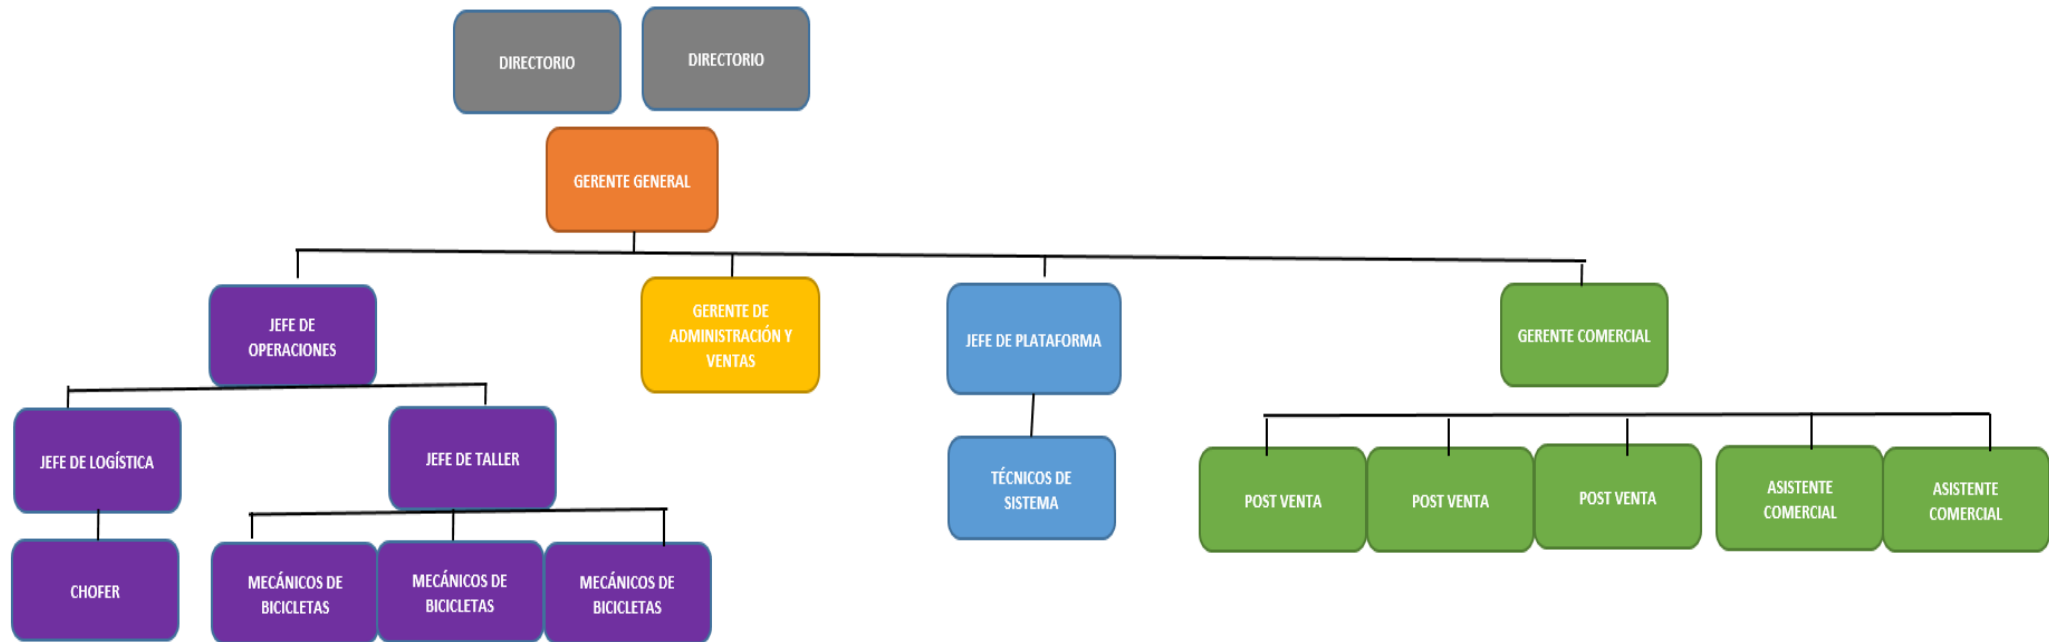 DIRECTORIO
DIRECTORIO
GERENTE GENERAL
JEFE DE
OPERACIONES
GERENTE DE
ADMINISTRACIÓN Y
VENTAS
JEFE DE PLATAFORMA
GERENTE COMERCIAL
JEFE DE LOGÍSTICA
JEFE DE TALLER
TÉCNICOS DE
SISTEMA
POST VENTA
POST VENTA
POST VENTA
ASISTENTE
COMERCIAL
ASISTENTE
COMERCIAL
CHOFER
MECÁNICOS DE
BICICLETAS
MECÁNICOS DE
BICICLETAS
MECÁNICOS DE
BICICLETAS